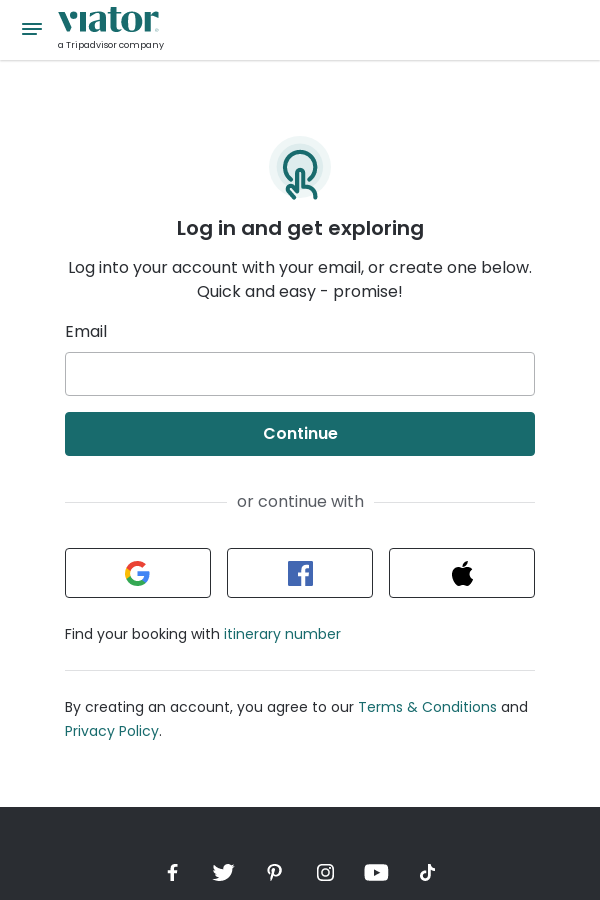 viator
a Tripadvisor company
Log in and get exploring
Log into your account with your email, or create one below.
Quick and easy - promise!
Email
Continue
or continue with
Find your booking with itinerary number
By creating an account, you agree to our Terms & Conditions and
Privacy Policy.